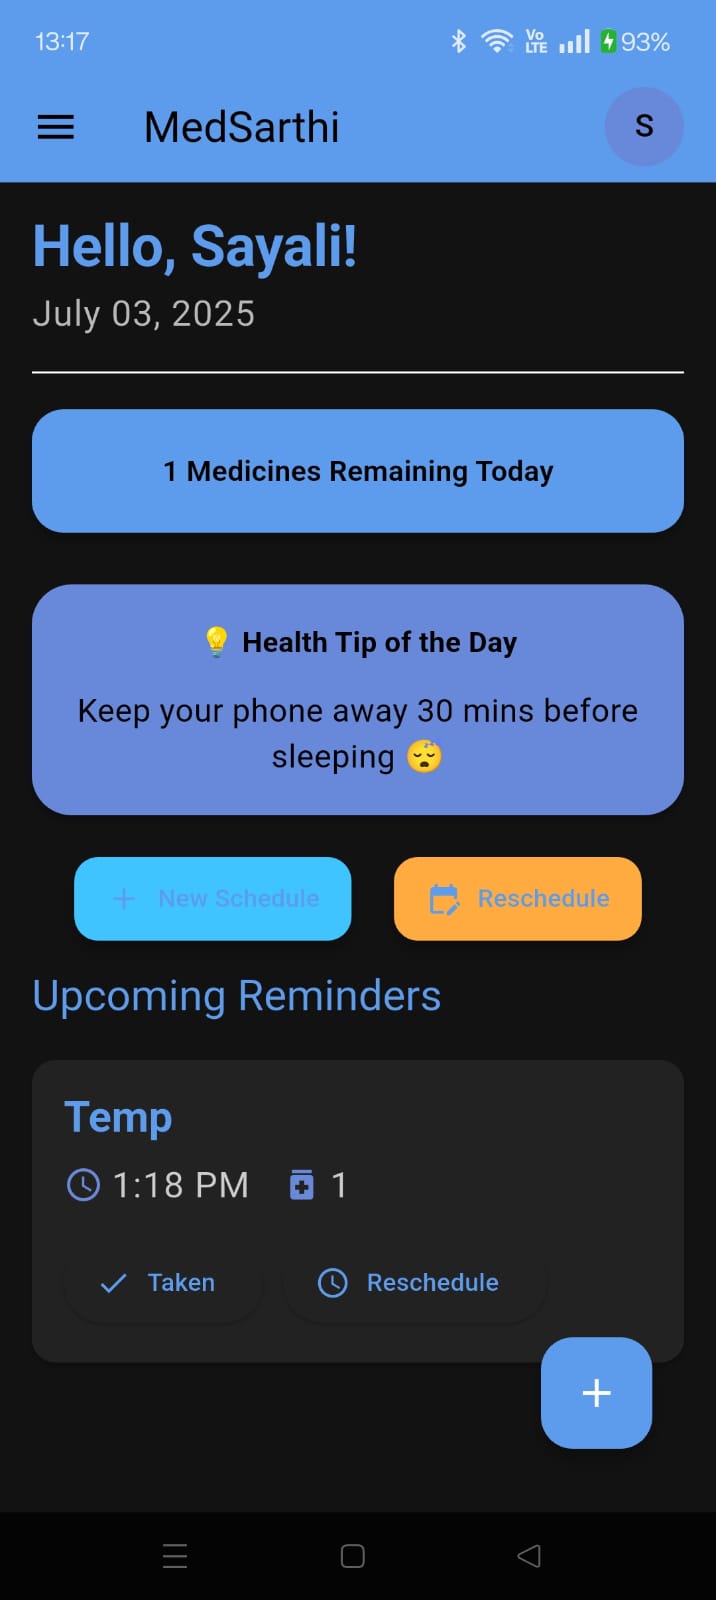 13:17 Vo LTE 93%
MedSarthi S
Hello, Sayali!
July 03, 2025
1 Medicines Remaining Today
💡 Health Tip of the Day
Keep your phone away 30 mins before
sleeping 😴
+ New Schedule Reschedule
Upcoming Reminders
Temp
1:18 PM 1
Taken Reschedule
+